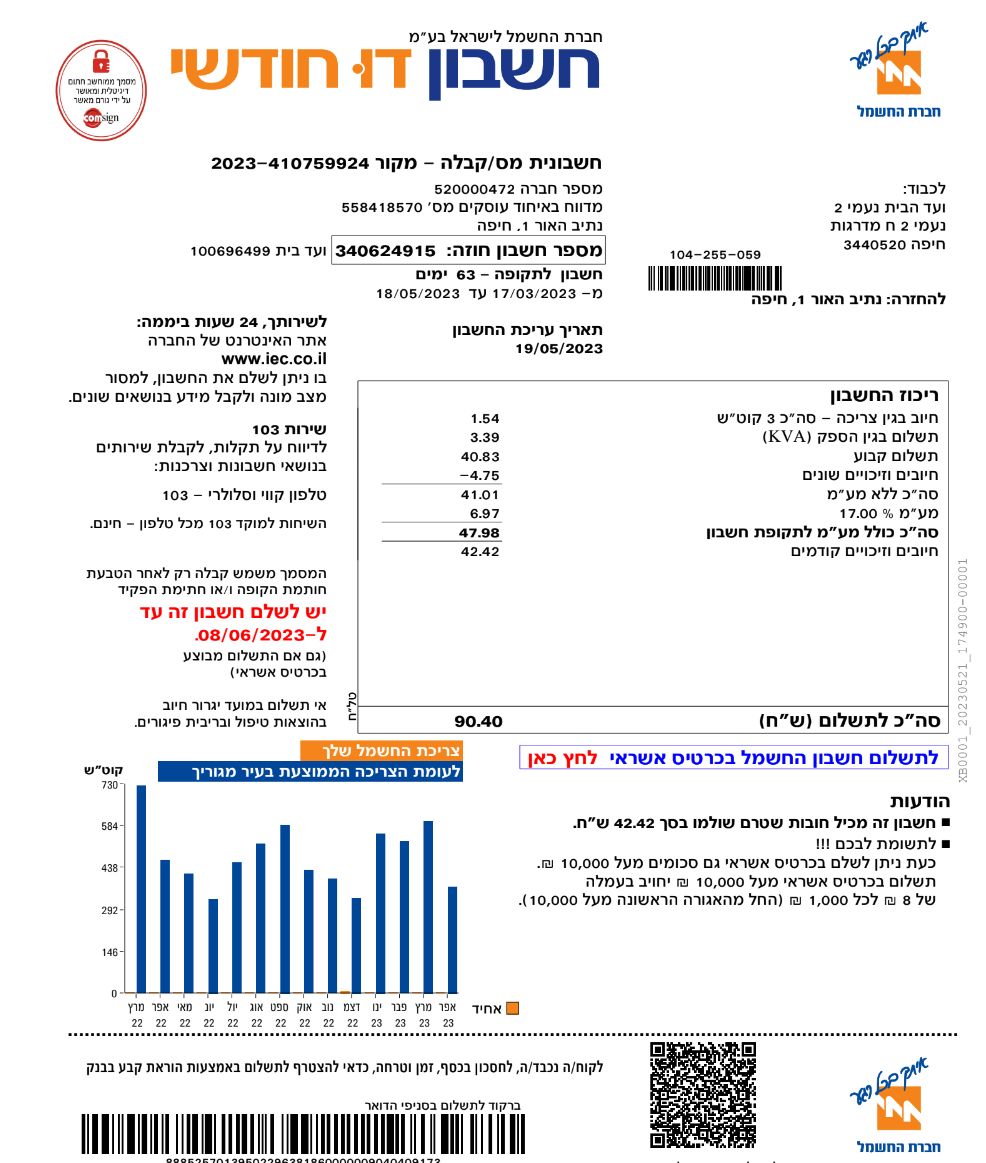 חברת החשמל לישראל בע״מ
חשבון דו־חודשי
איתך בכל רגע
חברת החשמל
מסמך ממוחשב חתום
דיגיטלית ומאושר
על ידי גורם מאשר
comsign
חשבונית מס/קבלה – מקור 2023–410759924
מספר חברה 520000472
מדווח באיחוד עוסקים מס׳ 558418570
נתיב האור 1, חיפה
מספר חשבון חוזה: 340624915
ועד בית 100696499
חשבון לתקופה – 63 ימים
מ– 17/03/2023 עד 18/05/2023
לכבוד:
ועד הבית נעמי 2
נעמי 2 ח מדרגות
חיפה 3440520
104–255–059
להחזרה: נתיב האור 1, חיפה
תאריך עריכת החשבון
19/05/2023
ריכוז החשבון
חיוב בגין צריכה – סה״כ 3 קוט״ש 1.54
תשלום בגין הספק (KVA) 3.39
תשלום קבוע 40.83
חיובים וזיכויים שונים –4.75
סה״כ ללא מע״מ 41.01
מע״מ % 17.00 6.97
סה״כ כולל מע״מ לתקופת חשבון 47.98
חיובים וזיכויים קודמים 42.42
סה״כ לתשלום (ש״ח) 90.40
טל״ח
XB0001_20230521_174900-00001
לשירותך, 24 שעות ביממה:
אתר האינטרנט של החברה
www.iec.co.il
בו ניתן לשלם את החשבון, למסור
מצב מונה ולקבל מידע בנושאים שונים.
שירות 103
לדיווח על תקלות, לקבלת שירותים
בנושאי חשבונות וצרכנות:
טלפון קווי וסלולרי – 103
השיחות למוקד 103 מכל טלפון – חינם.
המסמך משמש קבלה רק לאחר הטבעת
חותמת הקופה ו/או חתימת הפקיד
יש לשלם חשבון זה עד
ל–08/06/2023.
(גם אם התשלום מבוצע
בכרטיס אשראי)
אי תשלום במועד יגרור חיוב
בהוצאות טיפול ובריבית פיגורים.
לתשלום חשבון החשמל בכרטיס אשראי לחץ כאן
הודעות
■ חשבון זה מכיל חובות שטרם שולמו בסך 42.42 ש״ח.
■ לתשומת לבכם !!!
כעת ניתן לשלם בכרטיס אשראי גם סכומים מעל 10,000 ₪.
תשלום בכרטיס אשראי מעל 10,000 ₪ יחויב בעמלה
של 8 ₪ לכל 1,000 ₪ (החל מהאגורה הראשונה מעל 10,000).
צריכת החשמל שלך
לעומת הצריכה הממוצעת בעיר מגוריך
קוט״ש
730
584
438
292
146
0
מרץ אפר מאי יונ יול אוג ספט אוק נוב דצמ ינו פבר מרץ אפר
22 22 22 22 22 22 22 22 22 22 23 23 23 23
אחיד
לקוח/ה נכבד/ה, לחסכון בכסף, זמן וטרחה, כדאי להצטרף לתשלום באמצעות הוראת קבע בבנק
ברקוד לתשלום בסניפי הדואר
איתך בכל רגע
חברת החשמל